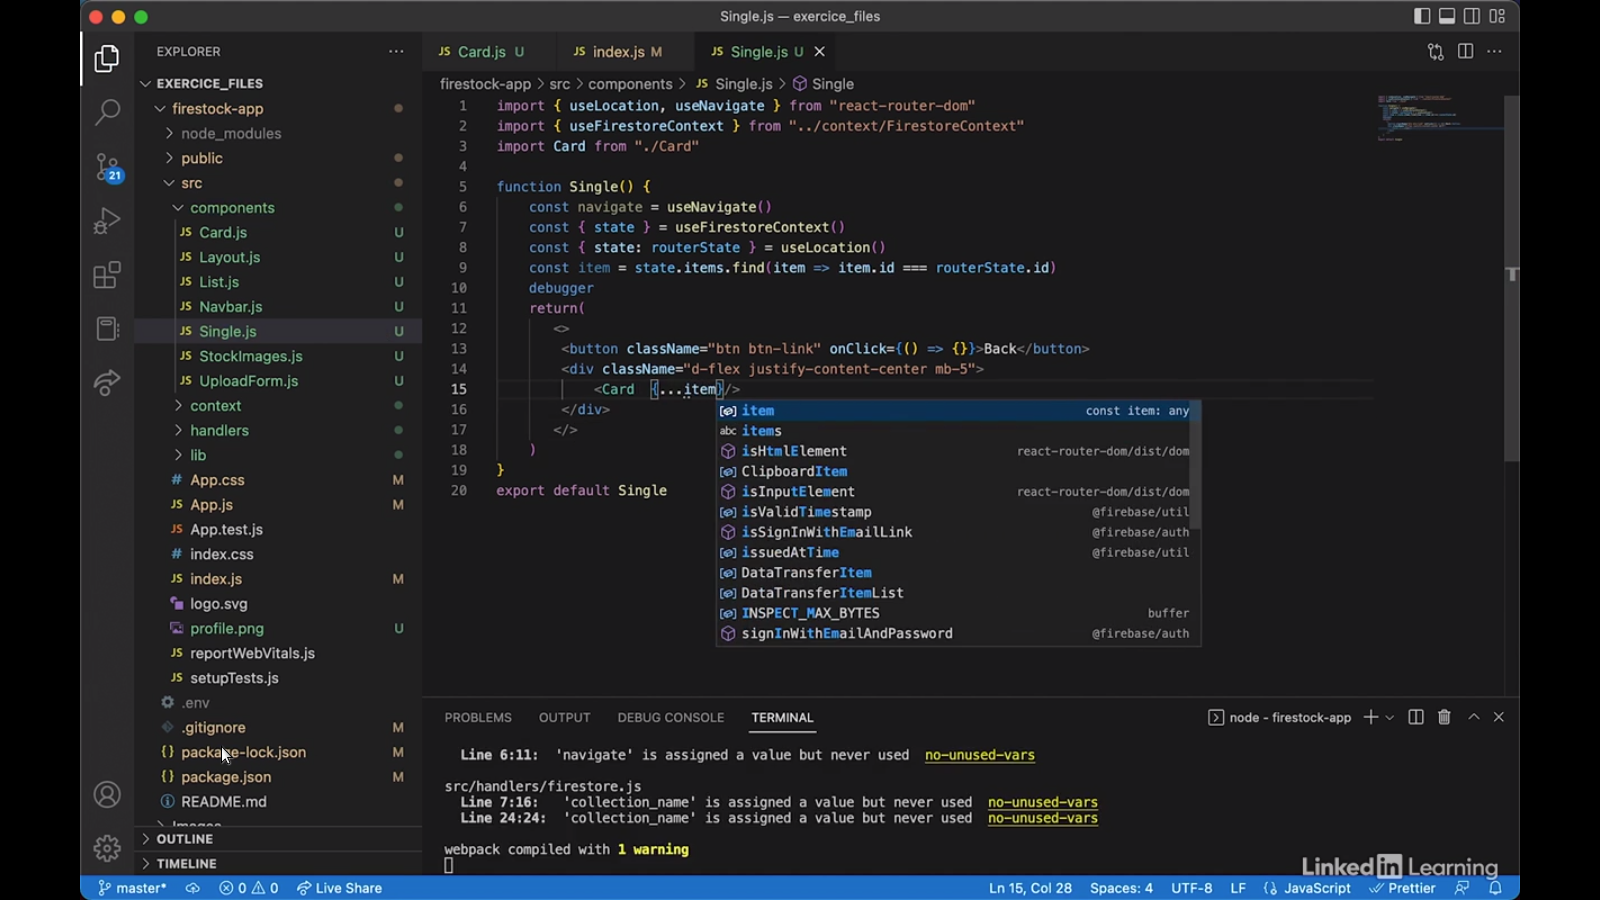 Single.js — exercice_files
EXPLORER
JS Card.js U
JS index.js M
JS Single.js U
EXERCICE_FILES
firestock-app > src > components > JS Single.js > Single
firestock-app
node_modules
public
src
components
JS Card.js U
JS Layout.js U
JS List.js U
JS Navbar.js U
JS Single.js U
JS StockImages.js U
JS UploadForm.js U
context
handlers
lib
# App.css M
JS App.js M
JS App.test.js
# index.css
JS index.js M
logo.svg
profile.png U
JS reportWebVitals.js
JS setupTests.js
.env
.gitignore M
{} package-lock.json M
{} package.json M
README.md
OUTLINE
TIMELINE
21
1 import { useLocation, useNavigate } from "react-router-dom"
2 import { useFirestoreContext } from "../context/FirestoreContext"
3 import Card from "./Card"
4
5 function Single() {
6 const navigate = useNavigate()
7 const { state } = useFirestoreContext()
8 const { state: routerState } = useLocation()
9 const item = state.items.find(item => item.id === routerState.id)
10 debugger
11 return(
12 <>
13 <button className="btn btn-link" onClick={() => {}}>Back</button>
14 <div className="d-flex justify-content-center mb-5">
15 <Card {...item}/>
16 </div>
17 </>
18 )
19 }
20 export default Single
item const item: any
abc items
isHtmlElement react-router-dom/dist/dom
ClipboardItem
isInputElement react-router-dom/dist/dom
isValidTimestamp @firebase/util
isSignInWithEmailLink @firebase/auth
issuedAtTime @firebase/util
DataTransferItem
DataTransferItemList
INSPECT_MAX_BYTES buffer
signInWithEmailAndPassword @firebase/auth
PROBLEMS OUTPUT DEBUG CONSOLE TERMINAL
node - firestock-app
Line 6:11: 'navigate' is assigned a value but never used no-unused-vars
src/handlers/firestore.js
Line 7:16: 'collection_name' is assigned a value but never used no-unused-vars
Line 24:24: 'collection_name' is assigned a value but never used no-unused-vars
webpack compiled with 1 warning
LinkedIn Learning
master* 0 0 Live Share
Ln 15, Col 28 Spaces: 4 UTF-8 LF {} JavaScript Prettier